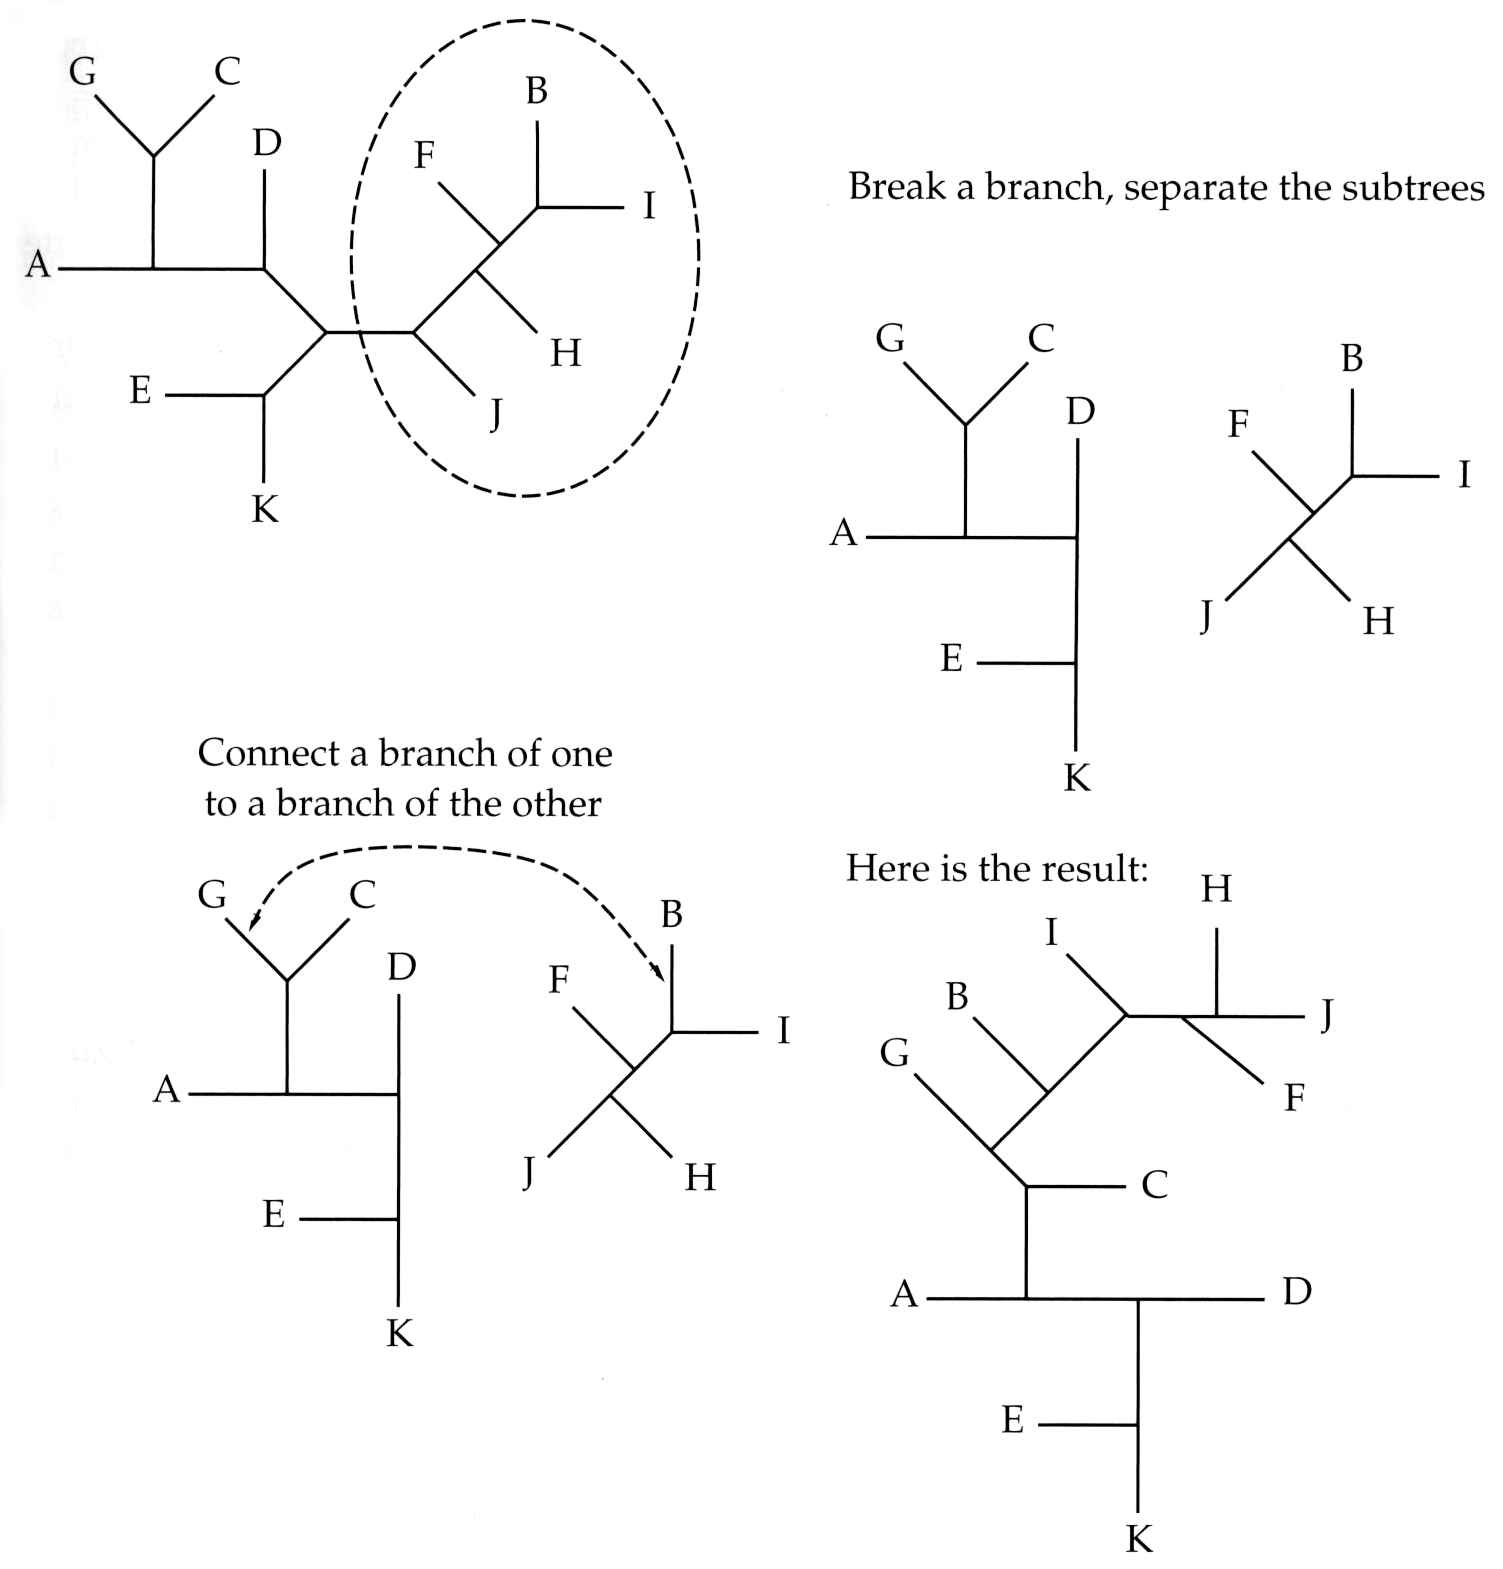 G C
B
D
F
I
A
H
E
J
K
Break a branch, separate the subtrees
G C
B
D
F
I
A
J
H
E
K
Connect a branch of one
to a branch of the other
G C
B
D
F
I
A
J
H
E
K
Here is the result:
H
I
B
J
G
F
C
A
D
E
K